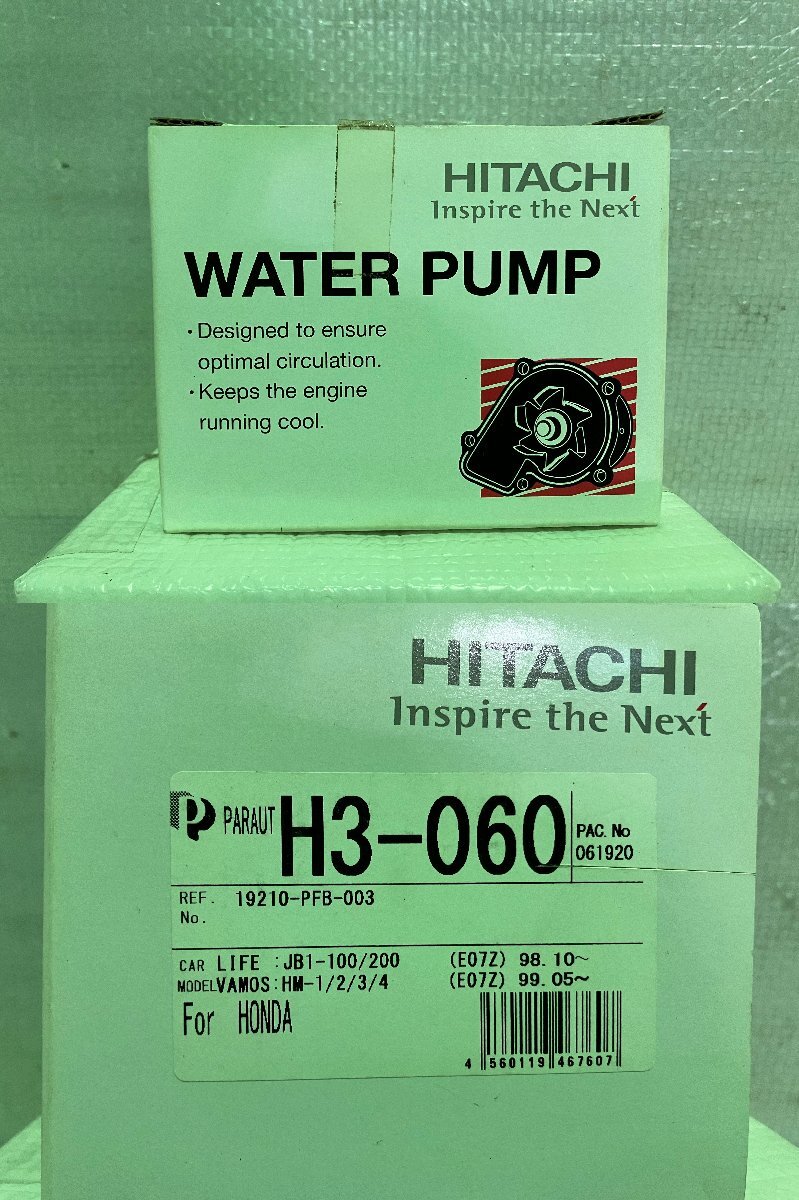 HITACHI
Inspire the Next
WATER PUMP
・Designed to ensure
optimal circulation.
・Keeps the engine
running cool.
HITACHI
Inspire the Next
P PARAUT H3-060 PAC. No
061920
REF. 19210-PFB-003
No.
CAR LIFE :JB1-100/200 (E07Z) 98. 10~
MODEL VAMOS:HM-1/2/3/4 (E07Z) 99. 05~
For HONDA
4 560119 467607